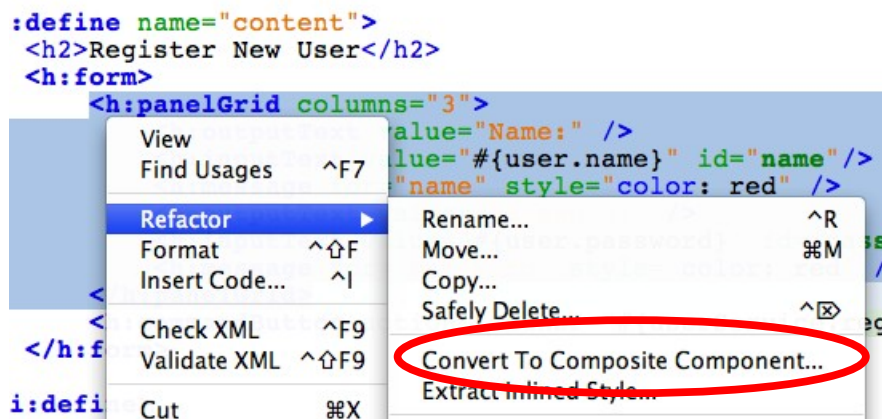 :define name="content">
<h2>Register New User</h2>
<h:form>
<h:panelGrid columns="3">
value="Name:" />
alue="#{user.name}" id="name"/>
"name" style="color: red" />
View
Find Usages ^F7
Refactor
Format ^⇧F
Insert Code... ^I
Check XML ^F9
Validate XML ^⇧F9
Cut ⌘X
Rename... ^R
Move... ⌘M
Copy...
Safely Delete... ^⌦
Convert To Composite Component...
Extract Inlined Style...
</h:f
i:defi